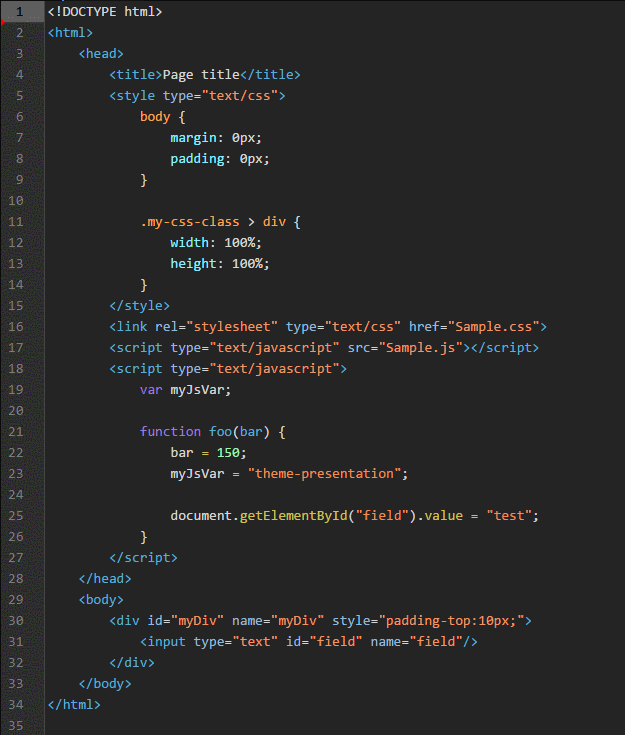 1 <!DOCTYPE html>
2 <html>
3     <head>
4         <title>Page title</title>
5         <style type="text/css">
6             body {
7                 margin: 0px;
8                 padding: 0px;
9             }
10
11             .my-css-class > div {
12                 width: 100%;
13                 height: 100%;
14             }
15         </style>
16         <link rel="stylesheet" type="text/css" href="Sample.css">
17         <script type="text/javascript" src="Sample.js"></script>
18         <script type="text/javascript">
19             var myJsVar;
20
21             function foo(bar) {
22                 bar = 150;
23                 myJsVar = "theme-presentation";
24
25                 document.getElementById("field").value = "test";
26             }
27         </script>
28     </head>
29     <body>
30         <div id="myDiv" name="myDiv" style="padding-top:10px;">
31             <input type="text" id="field" name="field"/>
32         </div>
33     </body>
34 </html>
35